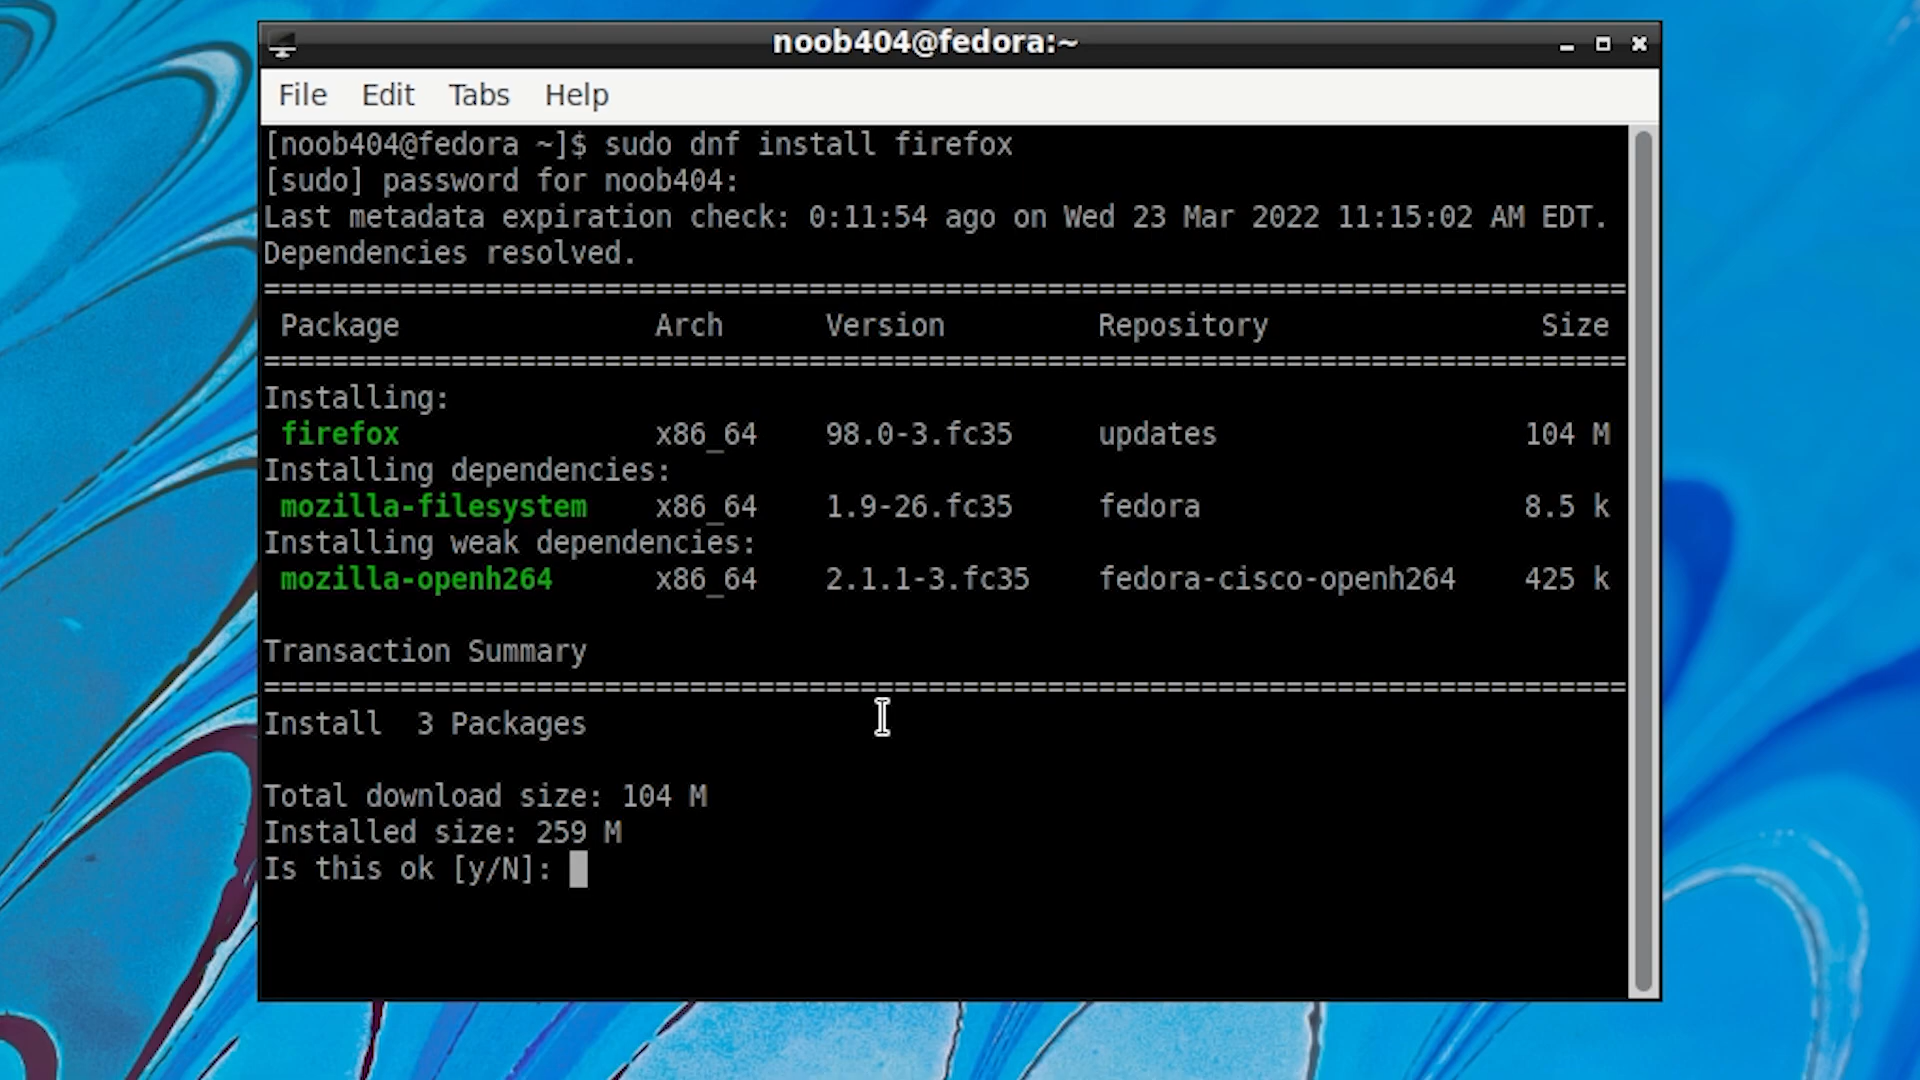 noob404@fedora:~
File Edit Tabs Help
[noob404@fedora ~]$ sudo dnf install firefox
[sudo] password for noob404:
Last metadata expiration check: 0:11:54 ago on Wed 23 Mar 2022 11:15:02 AM EDT.
Dependencies resolved.
================================================================================
 Package             Arch      Version         Repository                Size
================================================================================
Installing:
 firefox               x86_64    98.0-3.fc35     updates                  104 M
Installing dependencies:
 mozilla-filesystem    x86_64    1.9-26.fc35     fedora                   8.5 k
Installing weak dependencies:
 mozilla-openh264      x86_64    2.1.1-3.fc35    fedora-cisco-openh264    425 k
Transaction Summary
================================================================================
Install  3 Packages
Total download size: 104 M
Installed size: 259 M
Is this ok [y/N]: